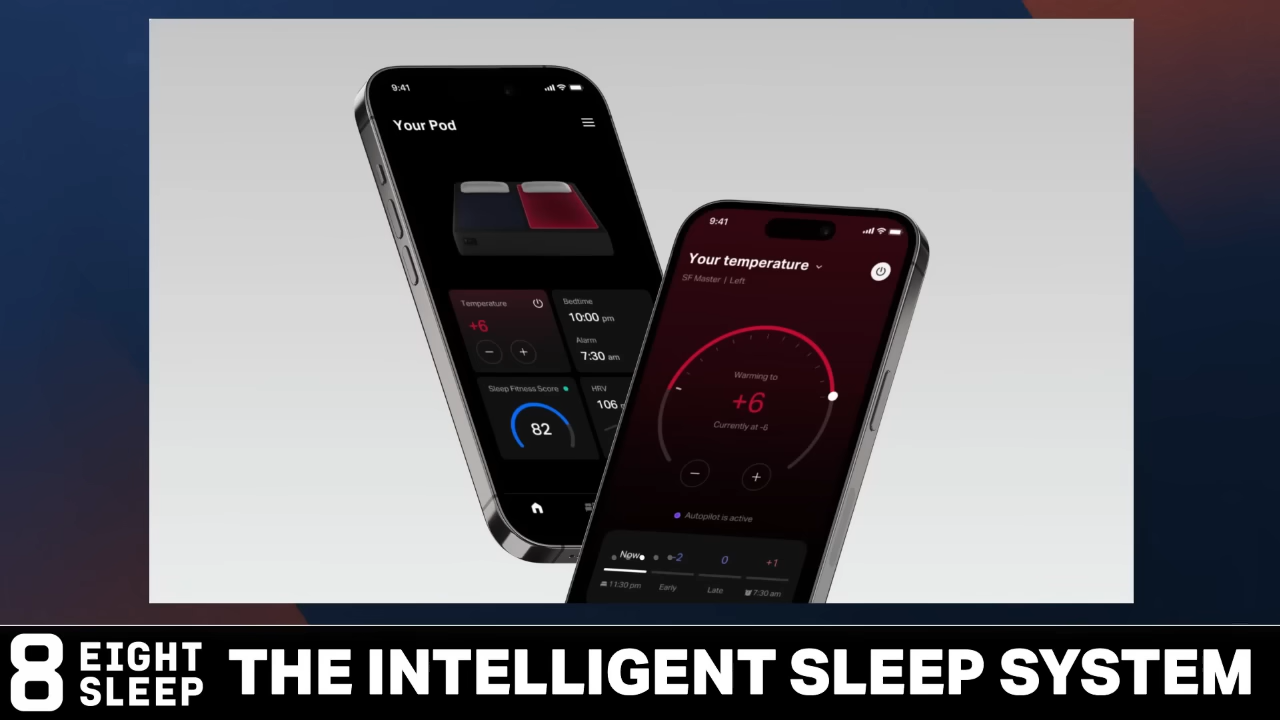 9:41
Your Pod
Temperature
+6
Bedtime
10:00 pm
Alarm
7:30 am
Sleep Fitness Score
82
HRV
106
9:41
Your temperature
SF Master | Left
Warming to
+6
Currently at -6
Autopilot is active
Now
-2
0
+1
11:30 pm
Early
Late
7:30 am
8 EIGHT
SLEEP
THE INTELLIGENT SLEEP SYSTEM